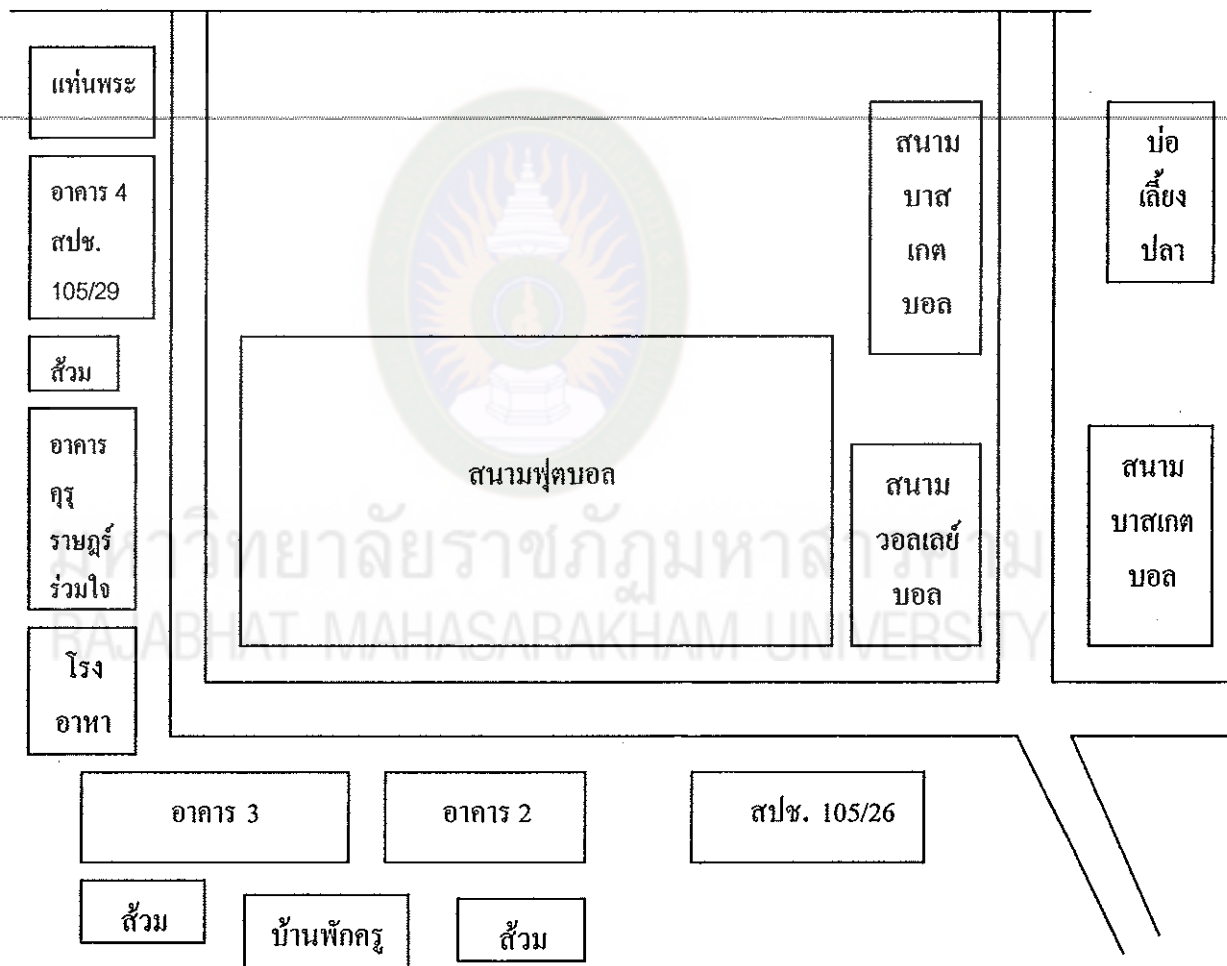 แท่นพระ
อาคาร 4
สปช.
105/29
ส้วม
อาคาร
คุรุ
ราษฎร์
ร่วมใจ
โรง
อาหา
สนามฟุตบอล
สนาม
บาส
เกต
บอล
สนาม
วอลเลย์
บอล
บ่อ
เลี้ยง
ปลา
สนาม
บาสเกต
บอล
มหาวิทยาลัยราชภัฏมหาสารคาม
RAJABHAT MAHASARAKHAM UNIVERSITY
อาคาร 3
อาคาร 2
สปช. 105/26
ส้วม
บ้านพักครู
ส้วม